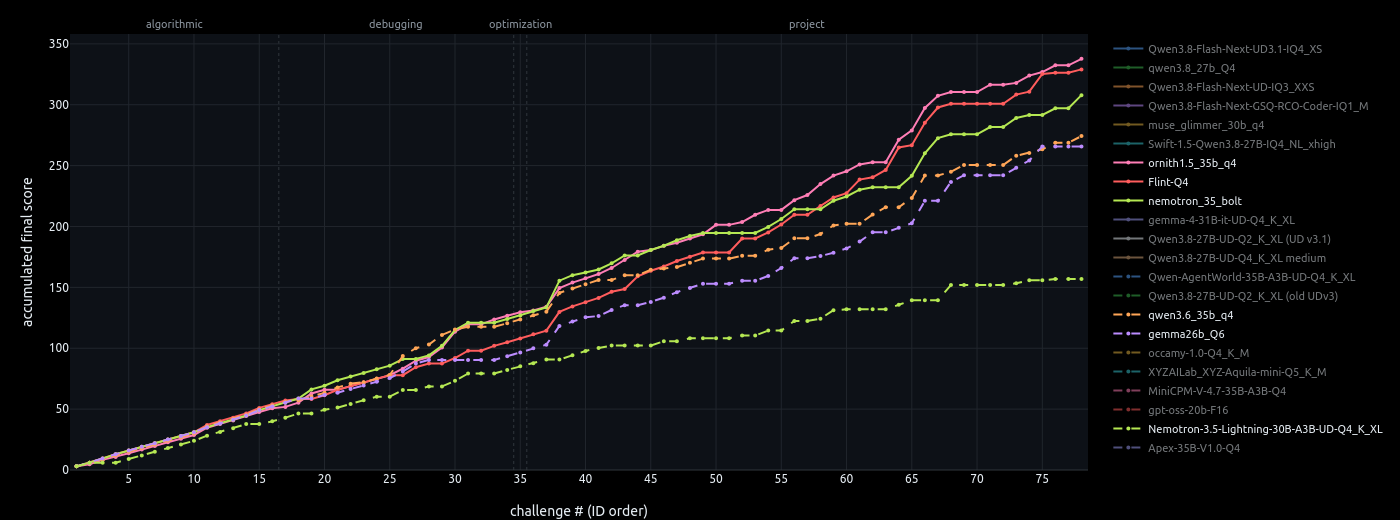 algorithmic debugging optimization project
350
300
250
200
150
100
50
0
accumulated final score
5 10 15 20 25 30 35 40 45 50 55 60 65 70 75
challenge # (ID order)
Qwen3.8-Flash-Next-UD3.1-IQ4_XS
qwen3.8_27b_Q4
Qwen3.8-Flash-Next-UD-IQ3_XXS
Qwen3.8-Flash-Next-GSQ-RCO-Coder-IQ1_M
muse_glimmer_30b_q4
Swift-1.5-Qwen3.8-27B-IQ4_NL_xhigh
ornith1.5_35b_q4
Flint-Q4
nemotron_35_bolt
gemma-4-31B-it-UD-Q4_K_XL
Qwen3.8-27B-UD-Q2_K_XL (UD v3.1)
Qwen3.8-27B-UD-Q2_K_XL medium
Qwen-AgentWorld-35B-A3B-UD-Q4_K_XL
Qwen3.8-27B-UD-Q2_K_XL (old UDv3)
qwen3.6_35b_q4
gemma26b_Q6
occamy-1.0-Q4_K_M
XYZAILab_XYZ-Aquila-mini-Q5_K_M
MiniCPM-V-4.7-35B-A3B-Q4
gpt-oss-20b-F16
Nemotron-3.5-Lightning-30B-A3B-UD-Q4_K_XL
Apex-35B-V1.0-Q4